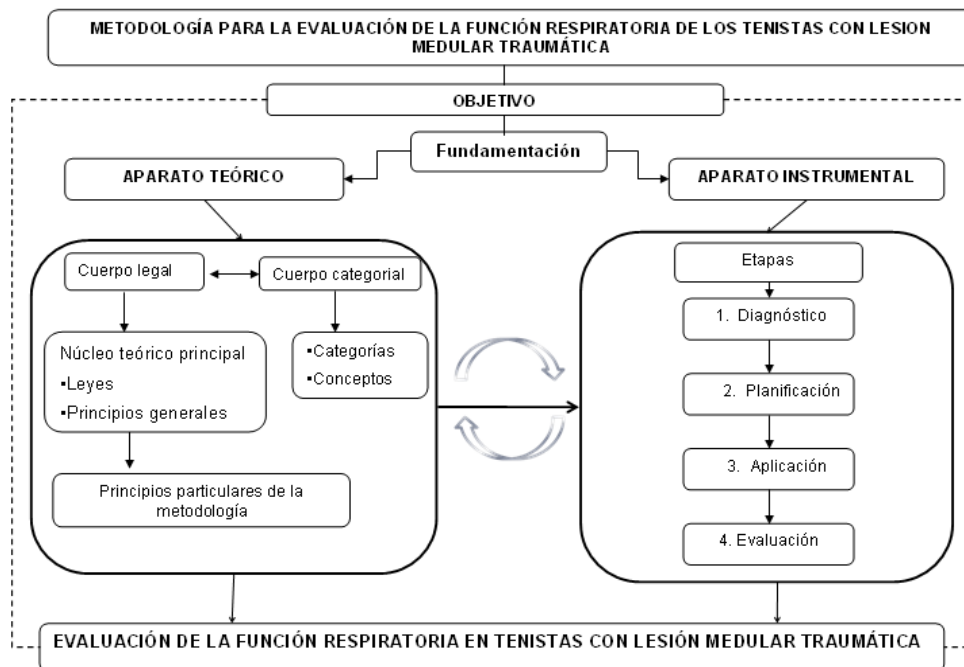 METODOLOGÍA PARA LA EVALUACIÓN DE LA FUNCIÓN RESPIRATORIA DE LOS TENISTAS CON LESION
MEDULAR TRAUMÁTICA
OBJETIVO
Fundamentación
APARATO TEÓRICO
APARATO INSTRUMENTAL
Cuerpo legal
Cuerpo categorial
Núcleo teórico principal
▪Leyes
▪Principios generales
▪Categorías
▪Conceptos
Principios particulares de la
metodología
Etapas
1. Diagnóstico
2. Planificación
3. Aplicación
4. Evaluación
EVALUACIÓN DE LA FUNCIÓN RESPIRATORIA EN TENISTAS CON LESIÓN MEDULAR TRAUMÁTICA